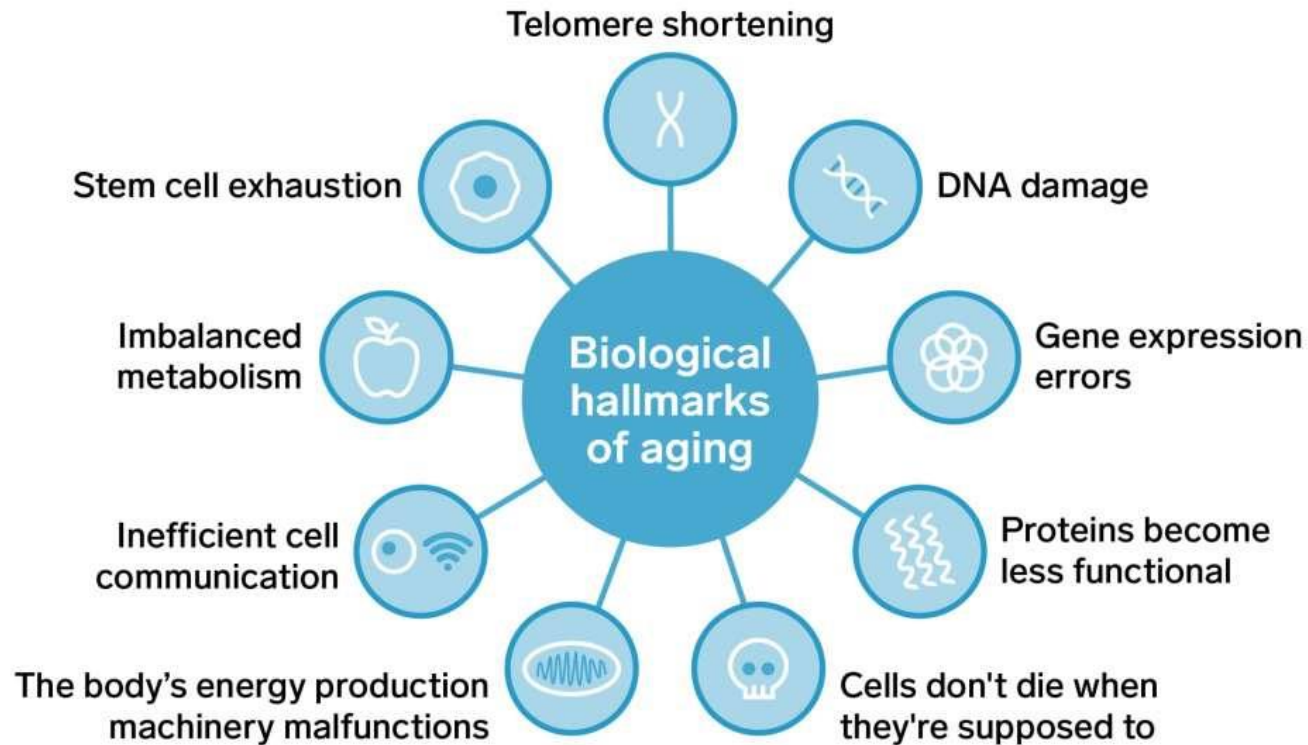 Telomere shortening
DNA damage
Gene expression
errors
Proteins become
less functional
Cells don't die when
they're supposed to
The body’s energy production
machinery malfunctions
Inefficient cell
communication
Imbalanced
metabolism
Stem cell exhaustion
Biological
hallmarks
of aging